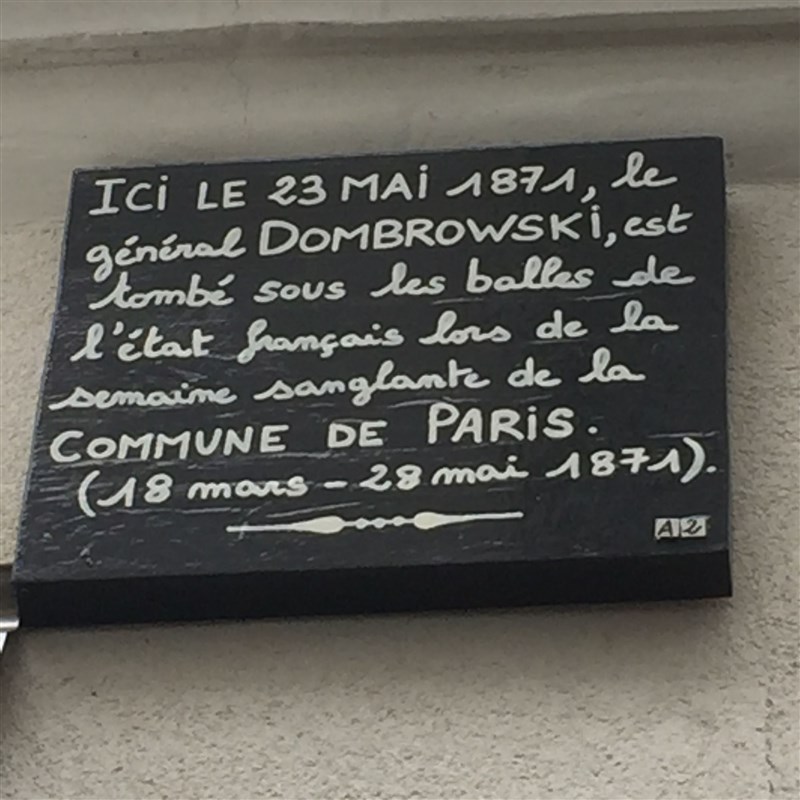 ICi LE 23 MAi 1871, le
général DOMBROWSKi, est
tombé sous les balles de
l'état français lors de la
semaine sanglante de la
COMMUNE DE PARiS.
(18 mars - 28 mai 1871).
A2